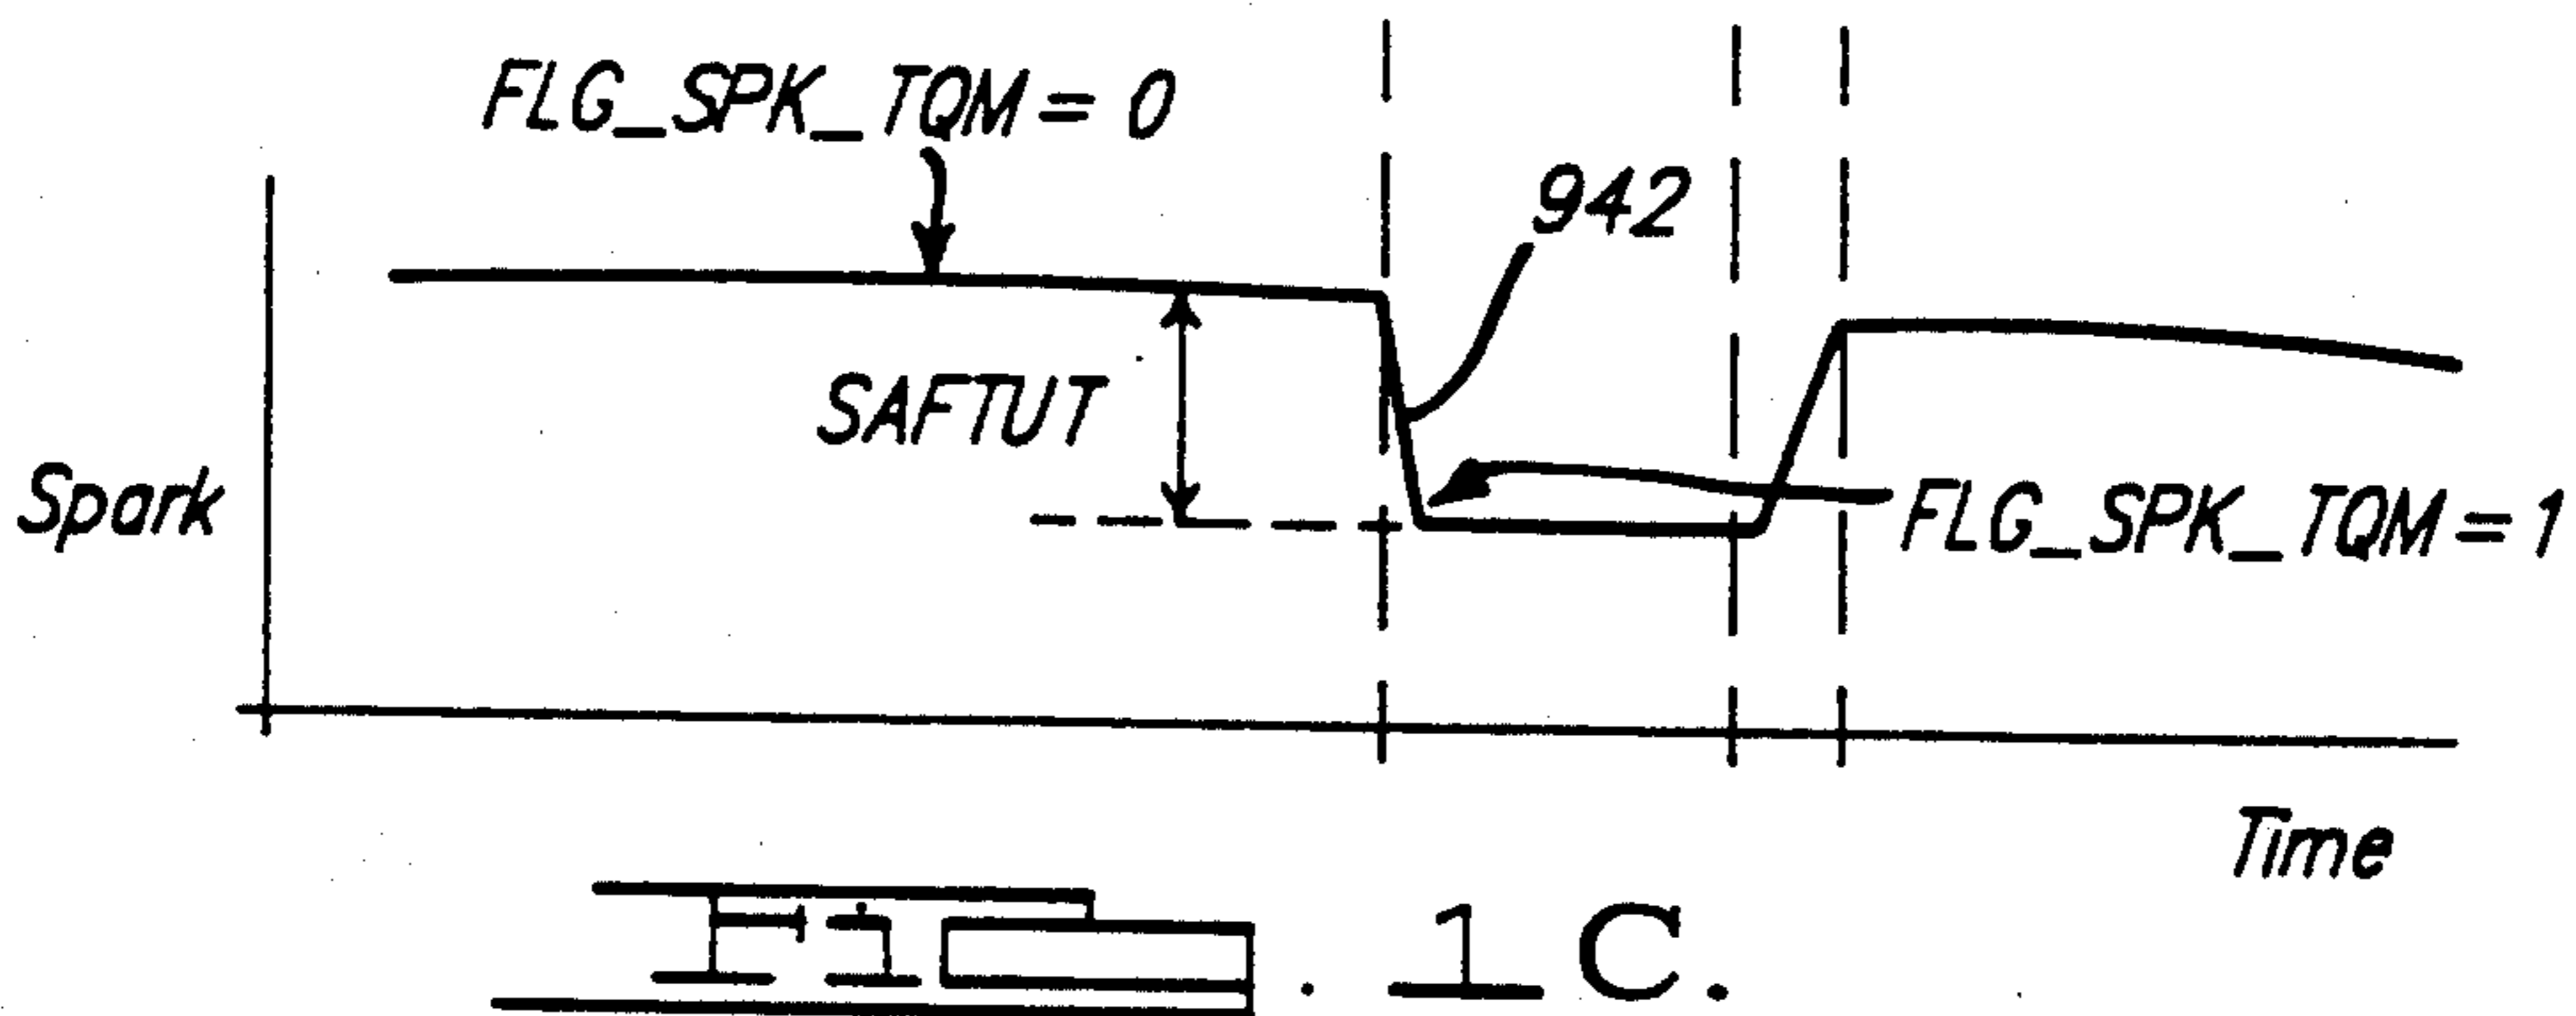 FLG_SPK_TQM = 0
942
SAFTUT
Spark
FLG_SPK_TQM = 1
Time
Fig. 1C.